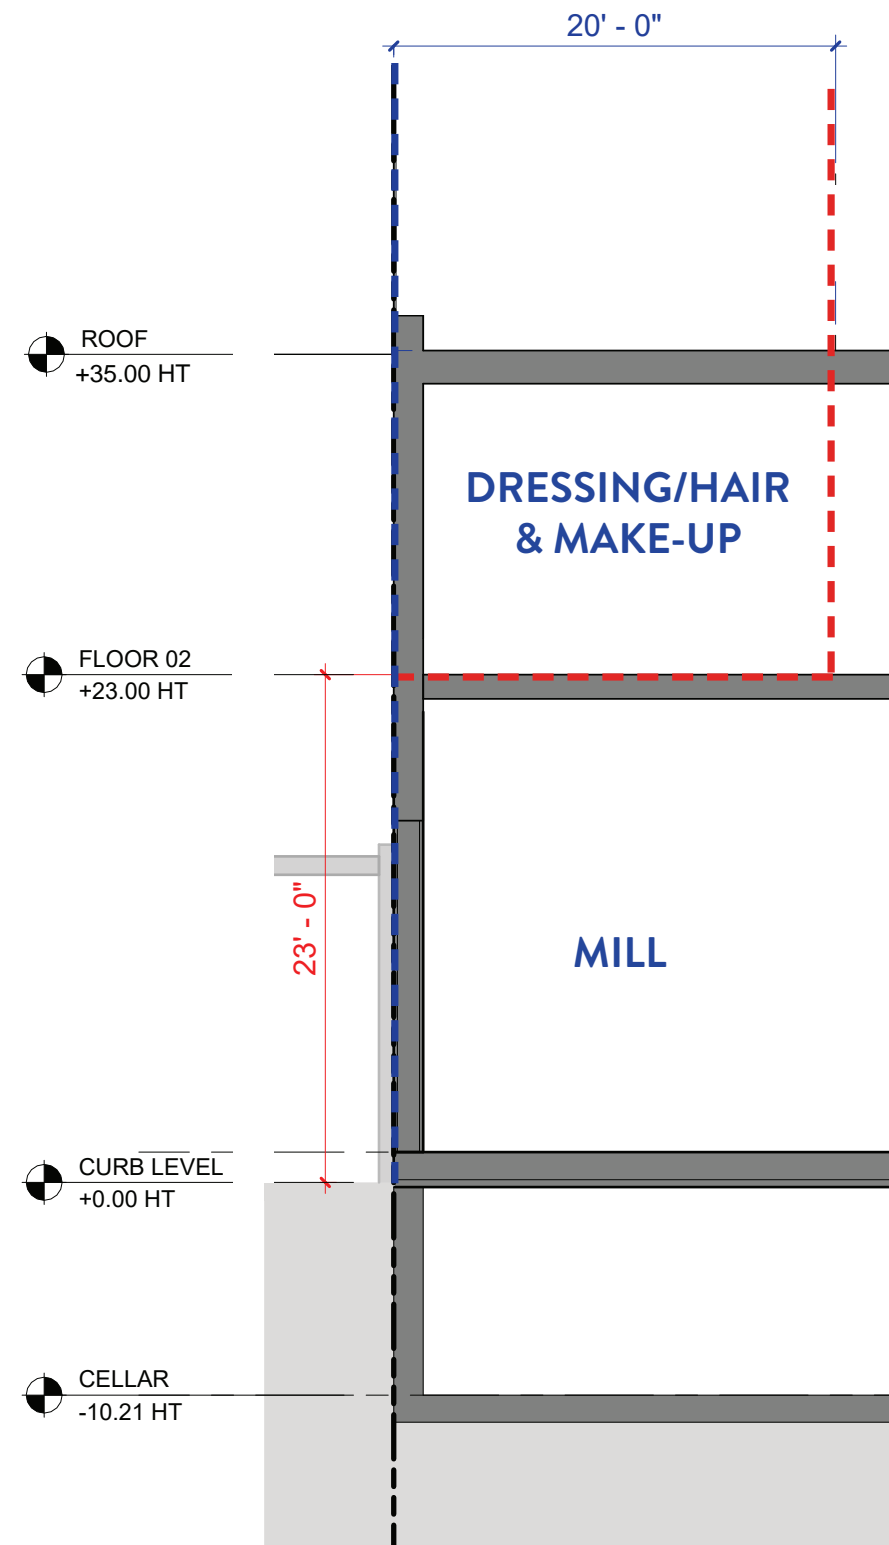 20' - 0"
ROOF
+35.00 HT
DRESSING/HAIR
& MAKE-UP
FLOOR 02
+23.00 HT
23' - 0"
MILL
CURB LEVEL
+0.00 HT
CELLAR
-10.21 HT